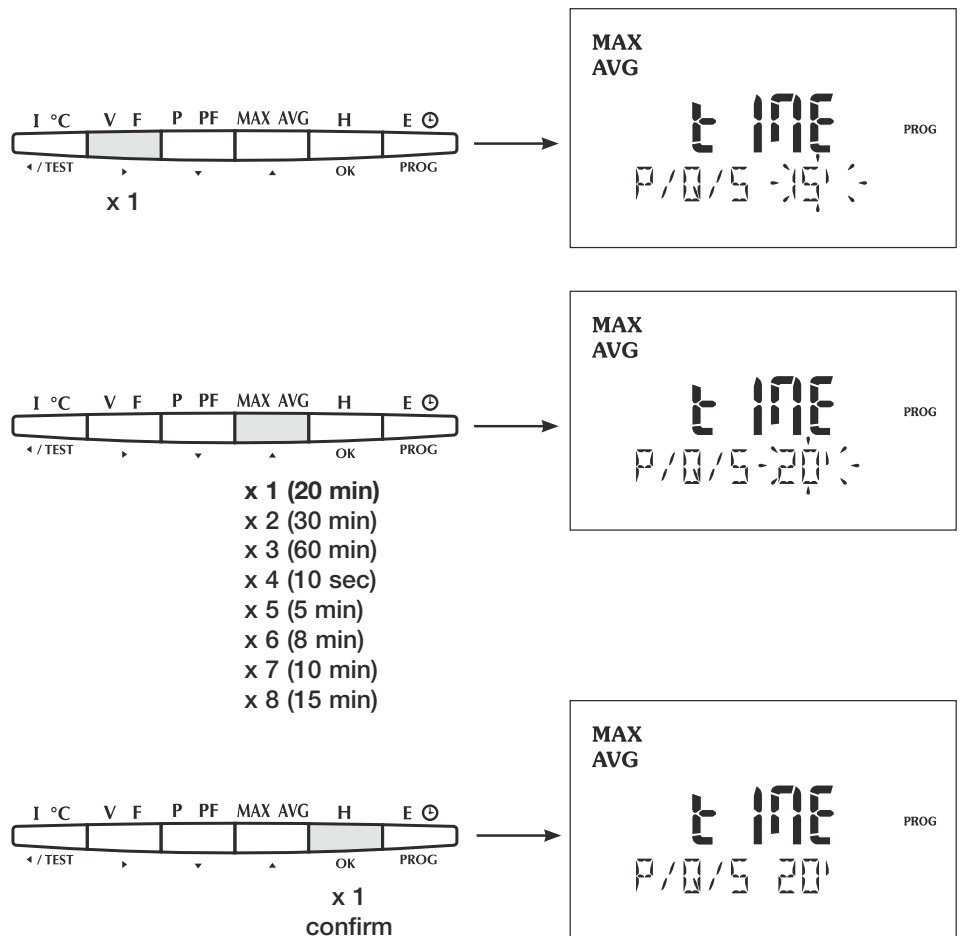 MAX
AVG
I °C V F P PF MAX AVG H E
◂ / TEST ▸ ▾ ▴ OK PROG
x 1
tIME
PROG
P/Q/S 15'
MAX
AVG
I °C V F P PF MAX AVG H E
◂ / TEST ▸ ▾ ▴ OK PROG
tIME
PROG
P/Q/S 20'
x 1 (20 min)
x 2 (30 min)
x 3 (60 min)
x 4 (10 sec)
x 5 (5 min)
x 6 (8 min)
x 7 (10 min)
x 8 (15 min)
MAX
AVG
I °C V F P PF MAX AVG H E
◂ / TEST ▸ ▾ ▴ OK PROG
x 1
confirm
tIME
PROG
P/Q/S 20'